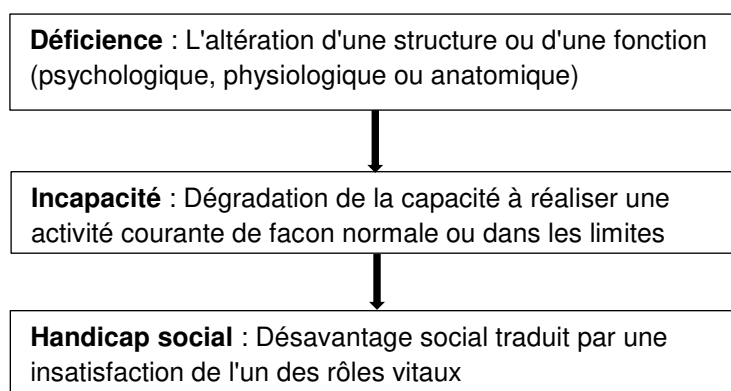 Déficience : L'altération d'une structure ou d'une fonction
(psychologique, physiologique ou anatomique)
Incapacité : Dégradation de la capacité à réaliser une
activité courante de facon normale ou dans les limites
Handicap social : Désavantage social traduit par une
insatisfaction de l'un des rôles vitaux